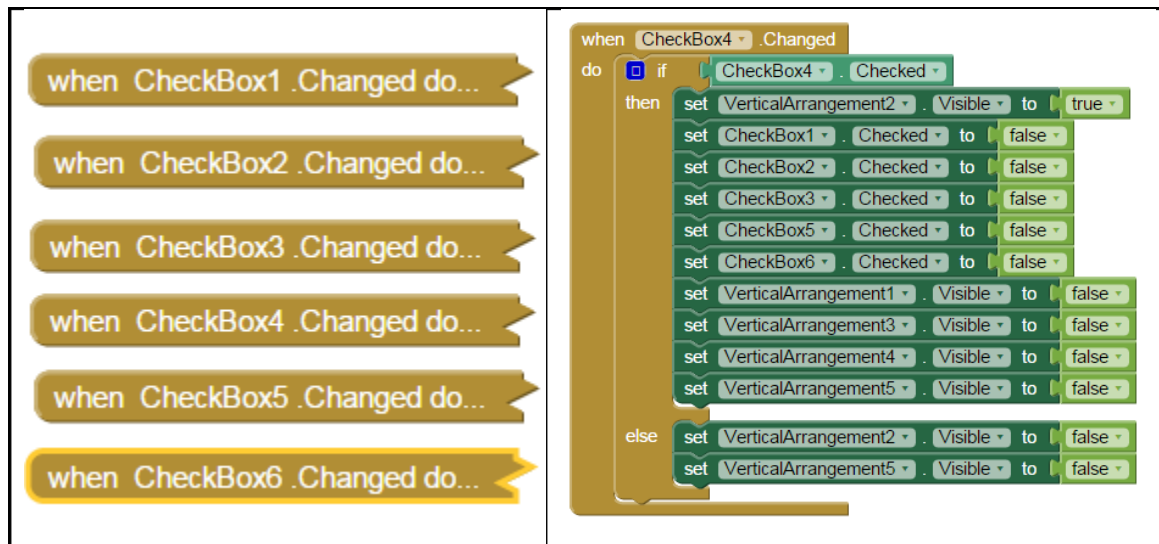 when CheckBox1 .Changed do...
when CheckBox2 .Changed do...
when CheckBox3 .Changed do...
when CheckBox4 .Changed do...
when CheckBox5 .Changed do...
when CheckBox6 .Changed do...
when CheckBox4 .Changed
do if CheckBox4 . Checked
then set VerticalArrangement2 . Visible to true
set CheckBox1 . Checked to false
set CheckBox2 . Checked to false
set CheckBox3 . Checked to false
set CheckBox5 . Checked to false
set CheckBox6 . Checked to false
set VerticalArrangement1 . Visible to false
set VerticalArrangement3 . Visible to false
set VerticalArrangement4 . Visible to false
set VerticalArrangement5 . Visible to false
else set VerticalArrangement2 . Visible to false
set VerticalArrangement5 . Visible to false